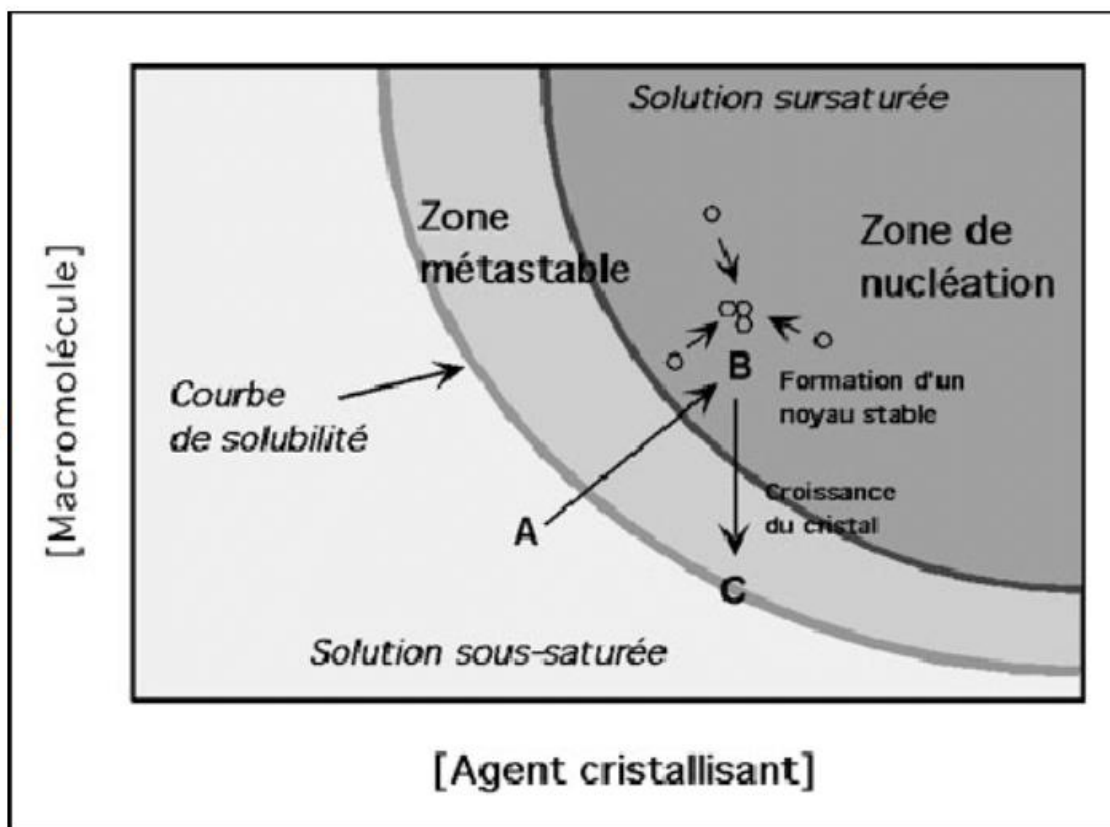 Solution sursaturée
Zone
métastable
Zone de
nucléation
B
Formation d'un
noyau stable
Courbe
de solubilité
Croissance
du cristal
A
C
Solution sous-saturée
[Macromolécule]
[Agent cristallisant]